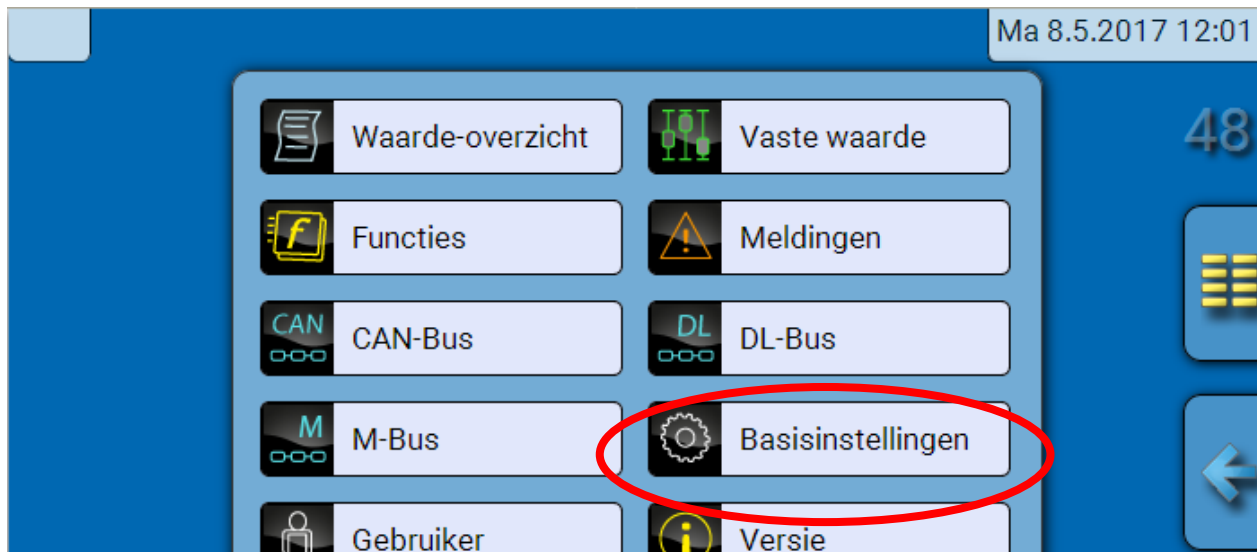 Ma 8.5.2017 12:01
48
Waarde-overzicht
Vaste waarde
f Functies
Meldingen
CAN CAN-Bus
DL DL-Bus
M M-Bus
Basisinstellingen
Gebruiker
i Versie